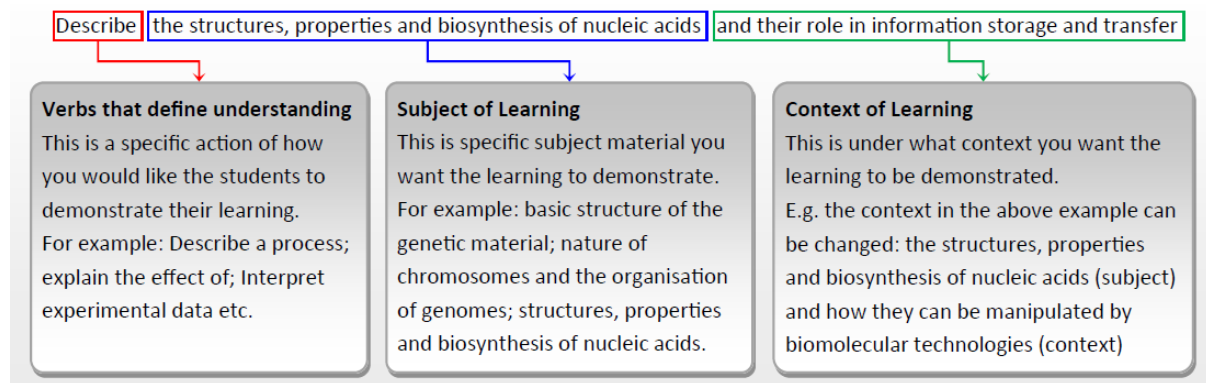 Describe the structures, properties and biosynthesis of nucleic acids and their role in information storage and transfer
Verbs that define understanding
This is a specific action of how
you would like the students to
demonstrate their learning.
For example: Describe a process;
explain the effect of; Interpret
experimental data etc.
Subject of Learning
This is specific subject material you
want the learning to demonstrate.
For example: basic structure of the
genetic material; nature of
chromosomes and the organisation
of genomes; structures, properties
and biosynthesis of nucleic acids.
Context of Learning
This is under what context you want the
learning to be demonstrated.
E.g. the context in the above example can
be changed: the structures, properties
and biosynthesis of nucleic acids (subject)
and how they can be manipulated by
biomolecular technologies (context)